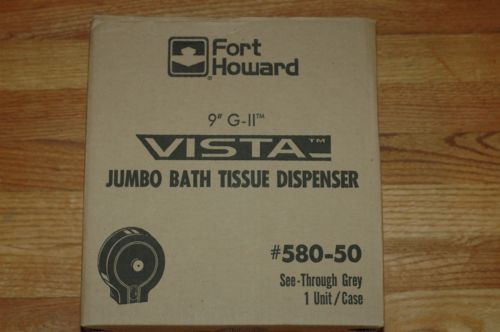 Fort
Howard
®
9" G-II™
VISTA™
JUMBO BATH TISSUE DISPENSER
#580-50
See-Through Grey
1 Unit/Case